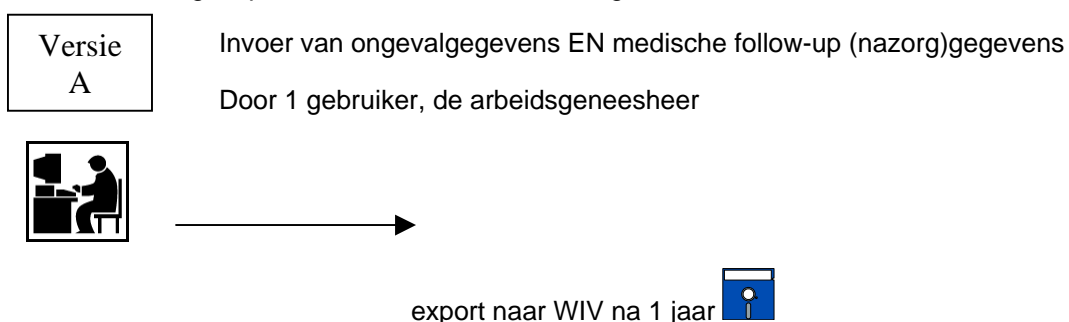 Versie
A
Invoer van ongevalgegevens EN medische follow-up (nazorg)gegevens
Door 1 gebruiker, de arbeidsgeneesheer
export naar WIV na 1 jaar